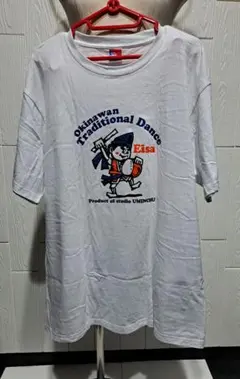 Okinawan
Traditional Dance
Eisa
Product of studio UMINCHU